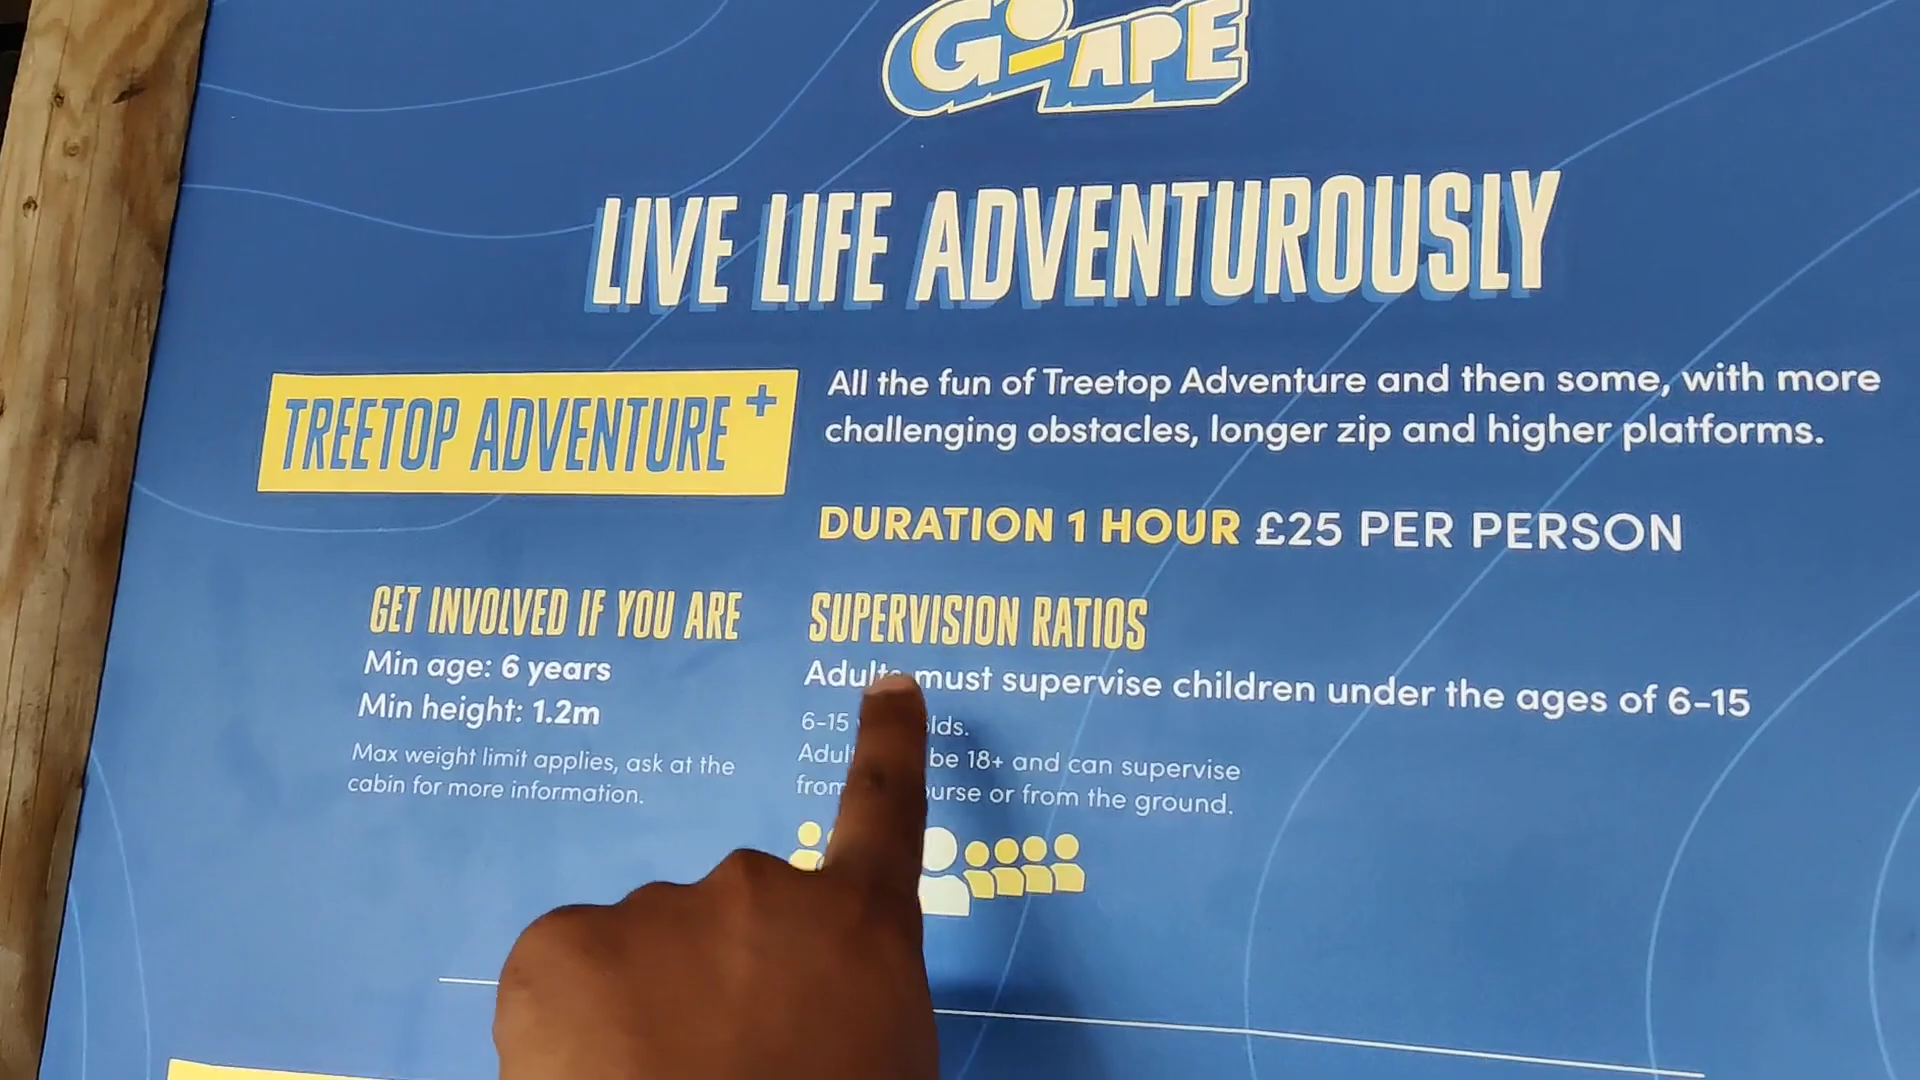 GO APE
LIVE LIFE ADVENTUROUSLY
TREETOP ADVENTURE+
All the fun of Treetop Adventure and then some, with more
challenging obstacles, longer zip and higher platforms.
DURATION 1 HOUR £25 PER PERSON
GET INVOLVED IF YOU ARE
Min age: 6 years
Min height: 1.2m
Max weight limit applies, ask at the
cabin for more information.
SUPERVISION RATIOS
Adults must supervise children under the ages of 6-15
6-15
be 18+ and can supervise
or from the ground.